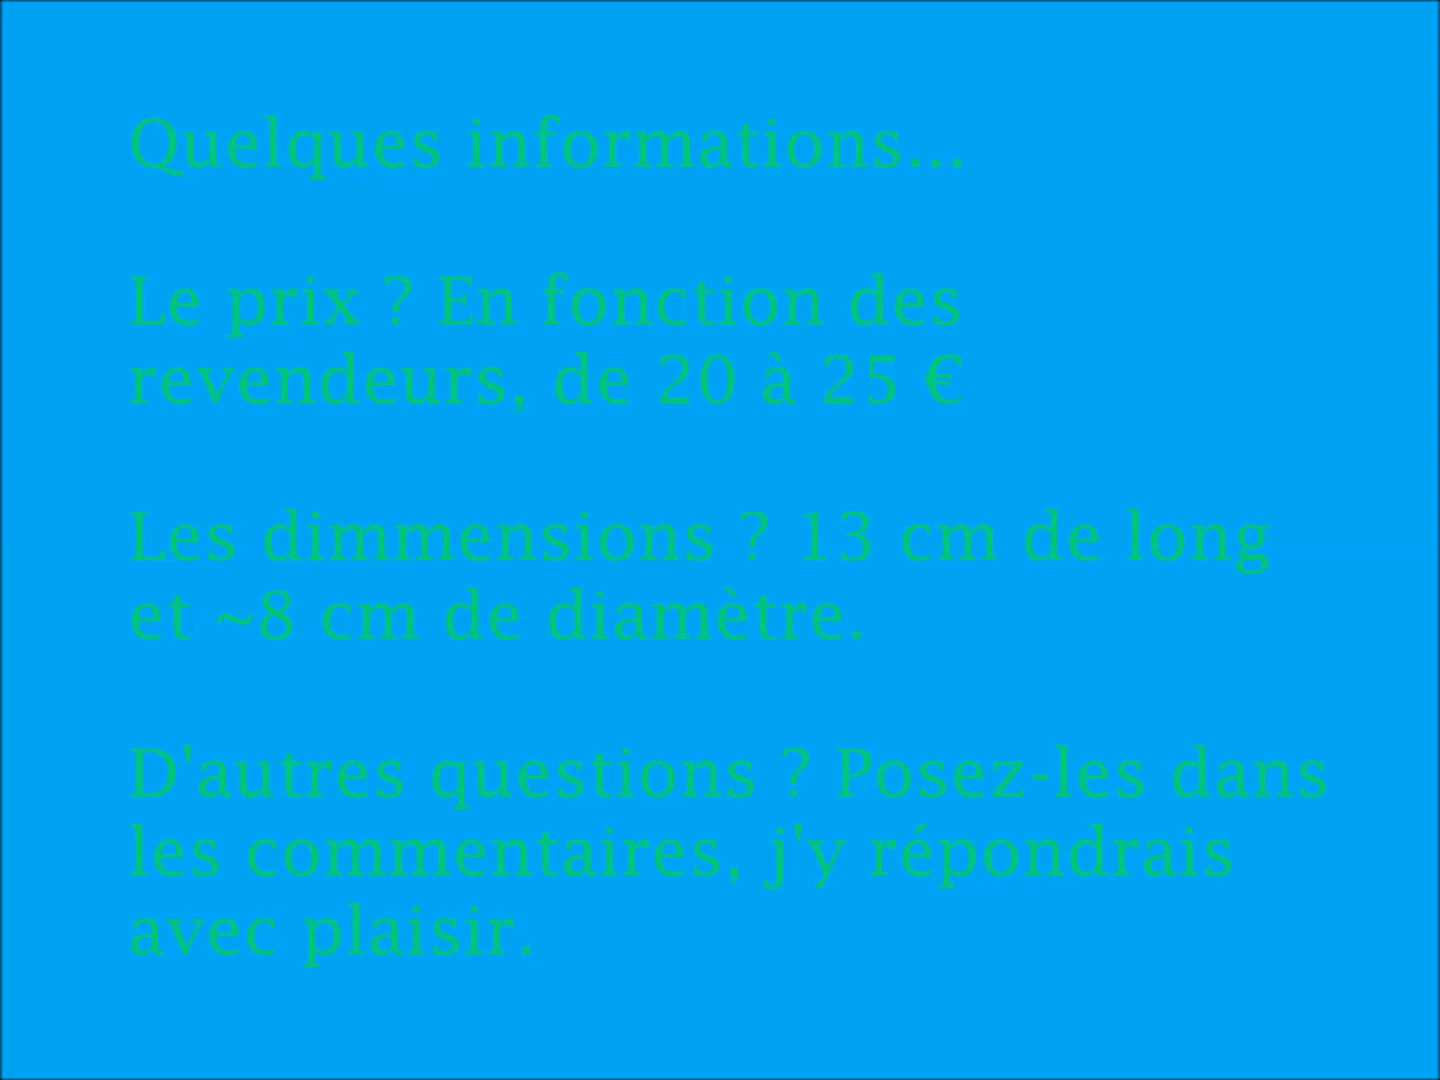 Quelques informations...
Le prix ? En fonction des
revendeurs, de 20 à 25 €
Les dimmensions ? 13 cm de long
et ~8 cm de diamètre.
D'autres questions ? Posez-les dans
les commentaires, j'y répondrais
avec plaisir.